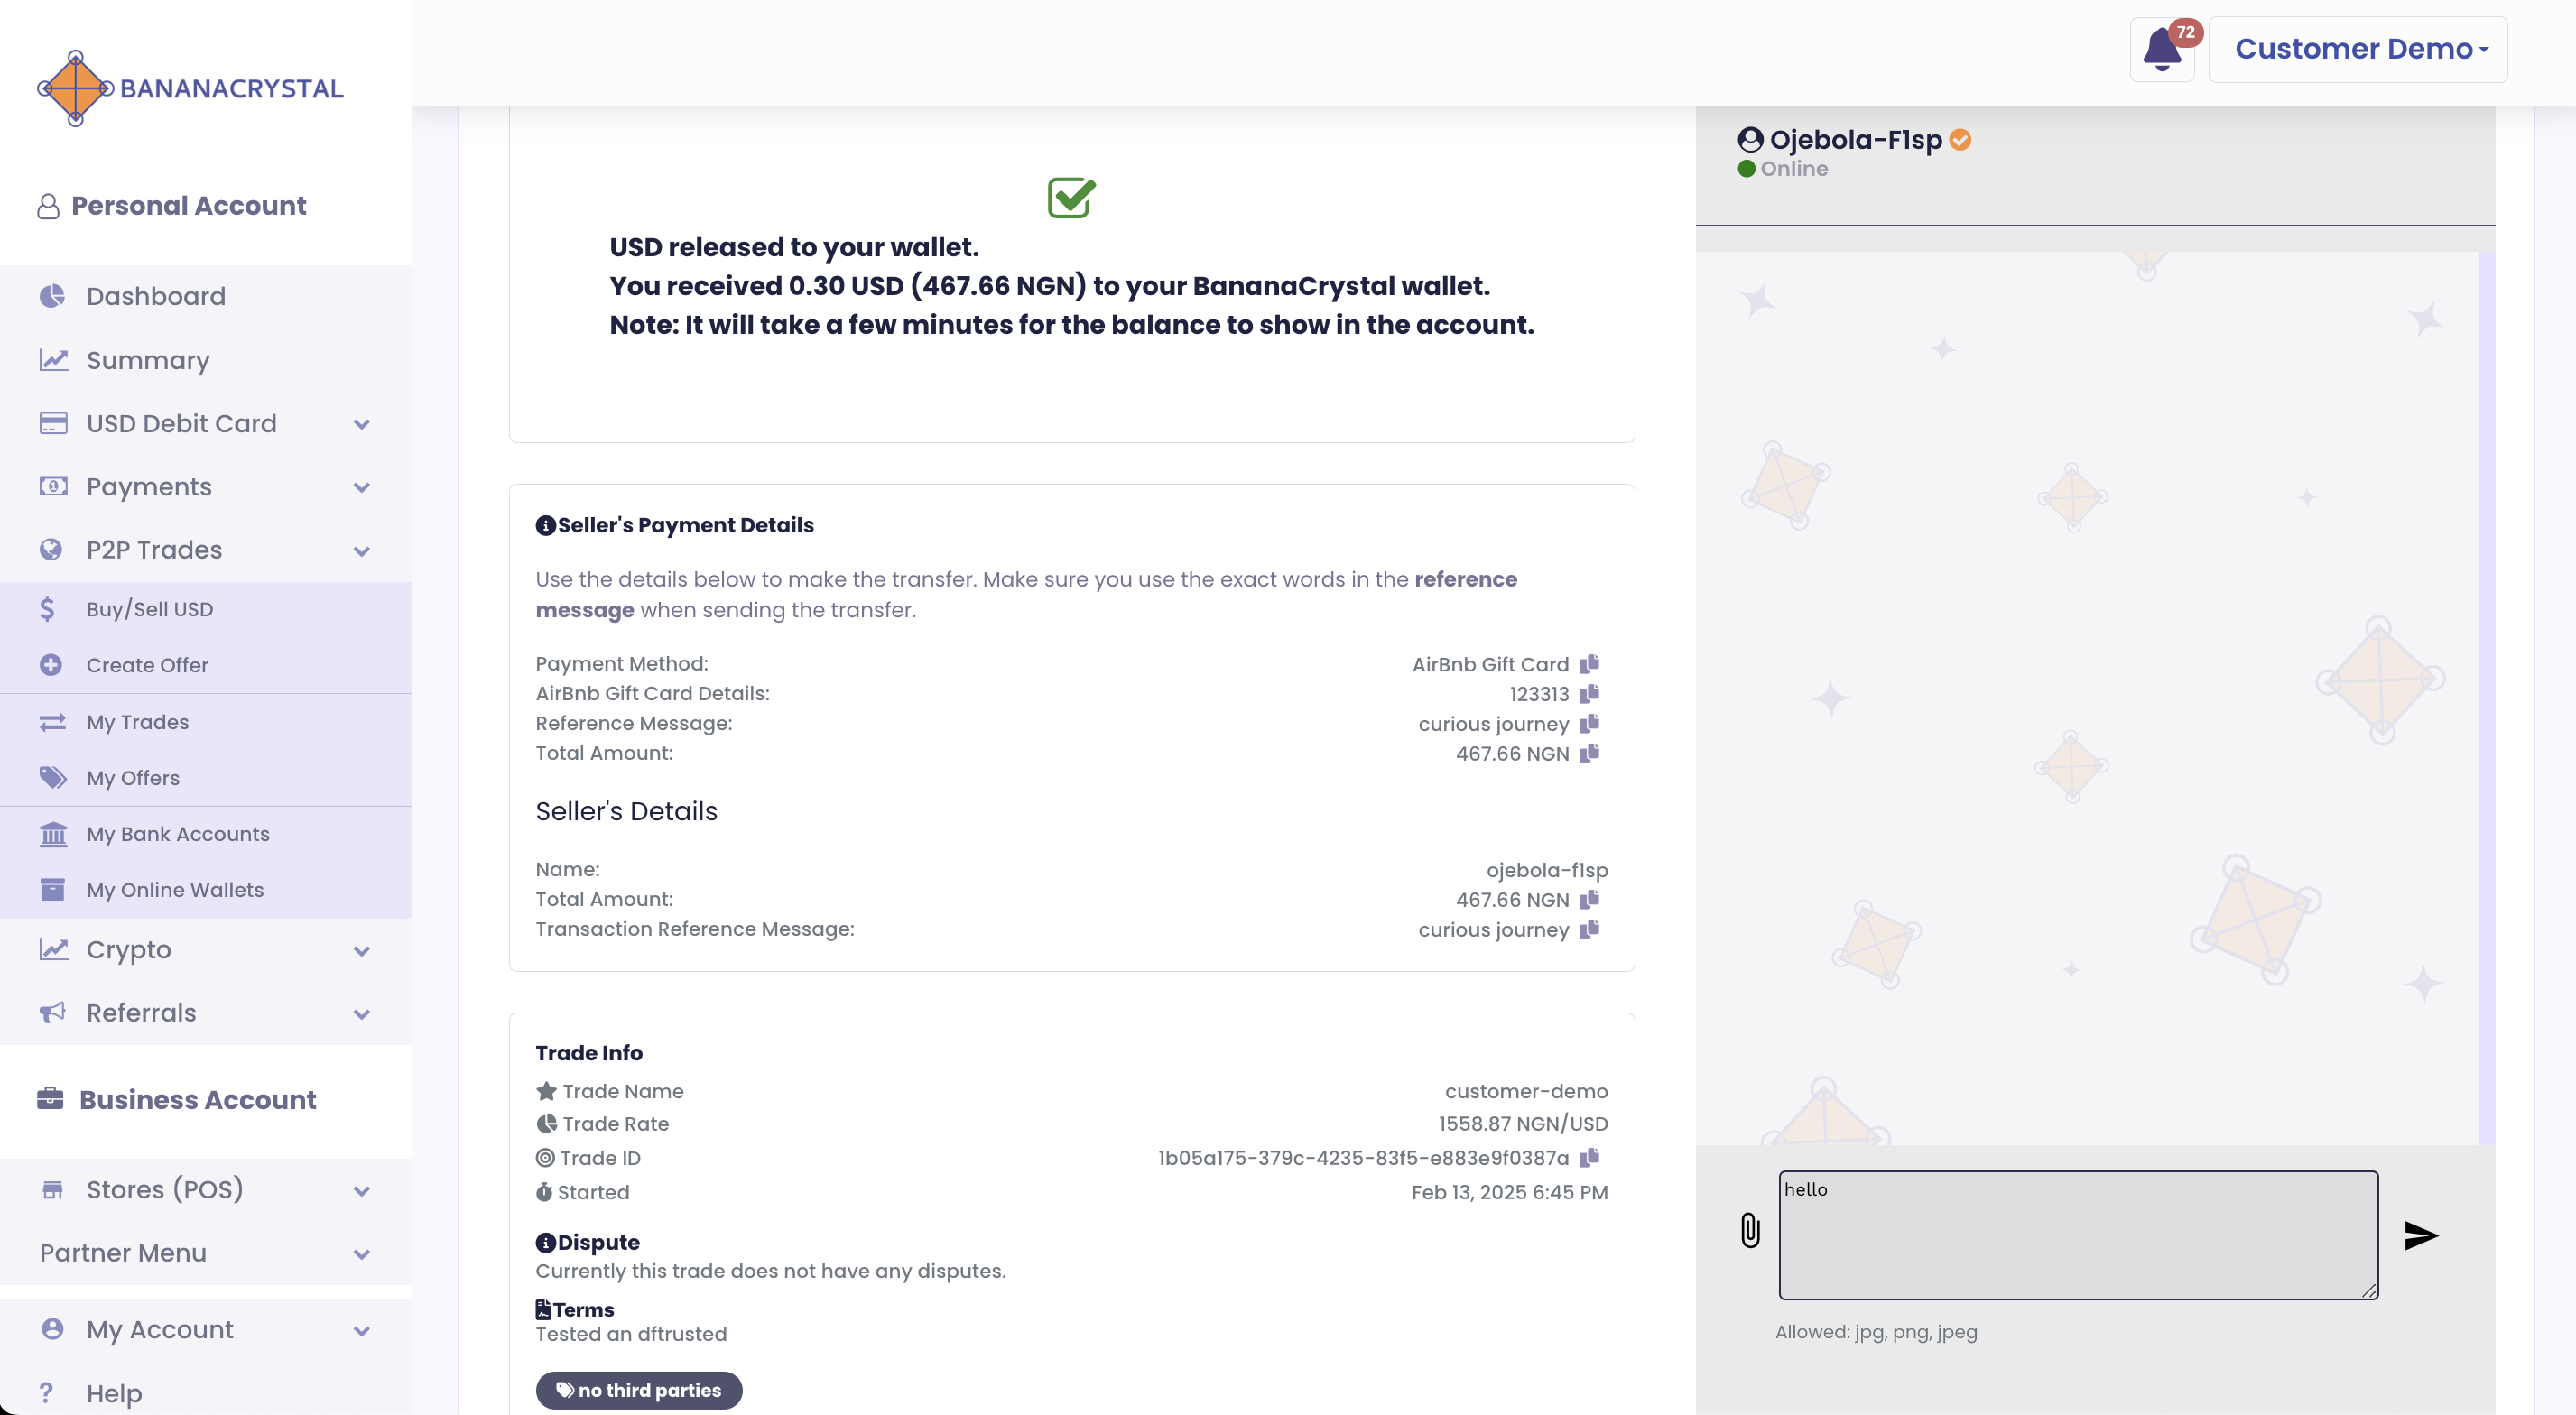 BANANACRYSTAL
Personal Account
Dashboard
Summary
USD Debit Card
Payments
P2P Trades
Buy/Sell USD
Create Offer
My Trades
My Offers
My Bank Accounts
My Online Wallets
Crypto
Referrals
Business Account
Stores (POS)
Partner Menu
My Account
Help
72
Customer Demo
USD released to your wallet.
You received 0.30 USD (467.66 NGN) to your BananaCrystal wallet.
Note: It will take a few minutes for the balance to show in the account.
Seller's Payment Details
Use the details below to make the transfer. Make sure you use the exact words in the reference
message when sending the transfer.
Payment Method: AirBnb Gift Card
AirBnb Gift Card Details: 123313
Reference Message: curious journey
Total Amount: 467.66 NGN
Seller's Details
Name: ojebola-f1sp
Total Amount: 467.66 NGN
Transaction Reference Message: curious journey
Trade Info
Trade Name customer-demo
Trade Rate 1558.87 NGN/USD
Trade ID 1b05a175-379c-4235-83f5-e883e9f0387a
Started Feb 13, 2025 6:45 PM
Dispute
Currently this trade does not have any disputes.
Terms
Tested an dftrusted
no third parties
Ojebola-F1sp
Online
hello
Allowed: jpg, png, jpeg